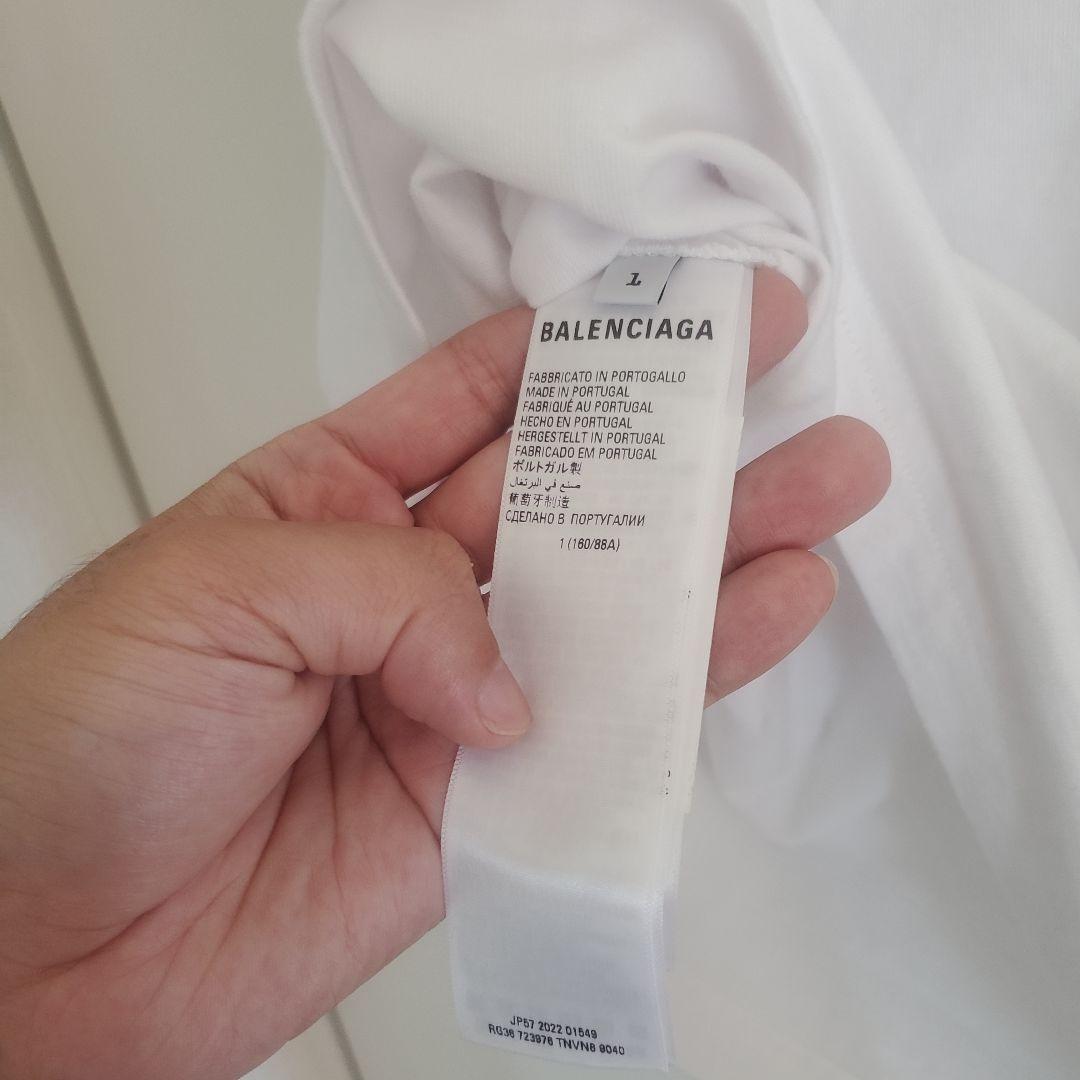 1
BALENCIAGA
FABBRICATO IN PORTOGALLO
MADE IN PORTUGAL
FABRIQUÉ AU PORTUGAL
HECHO EN PORTUGAL
HERGESTELLT IN PORTUGAL
FABRICADO EM PORTUGAL
ポルトガル製
صنع في البرتغال
葡萄牙制造
СДЕЛАНО В ПОРТУГАЛИИ
1 (160/88A)
JP57 2022 01549
RG36 723976 TNVN6 9040